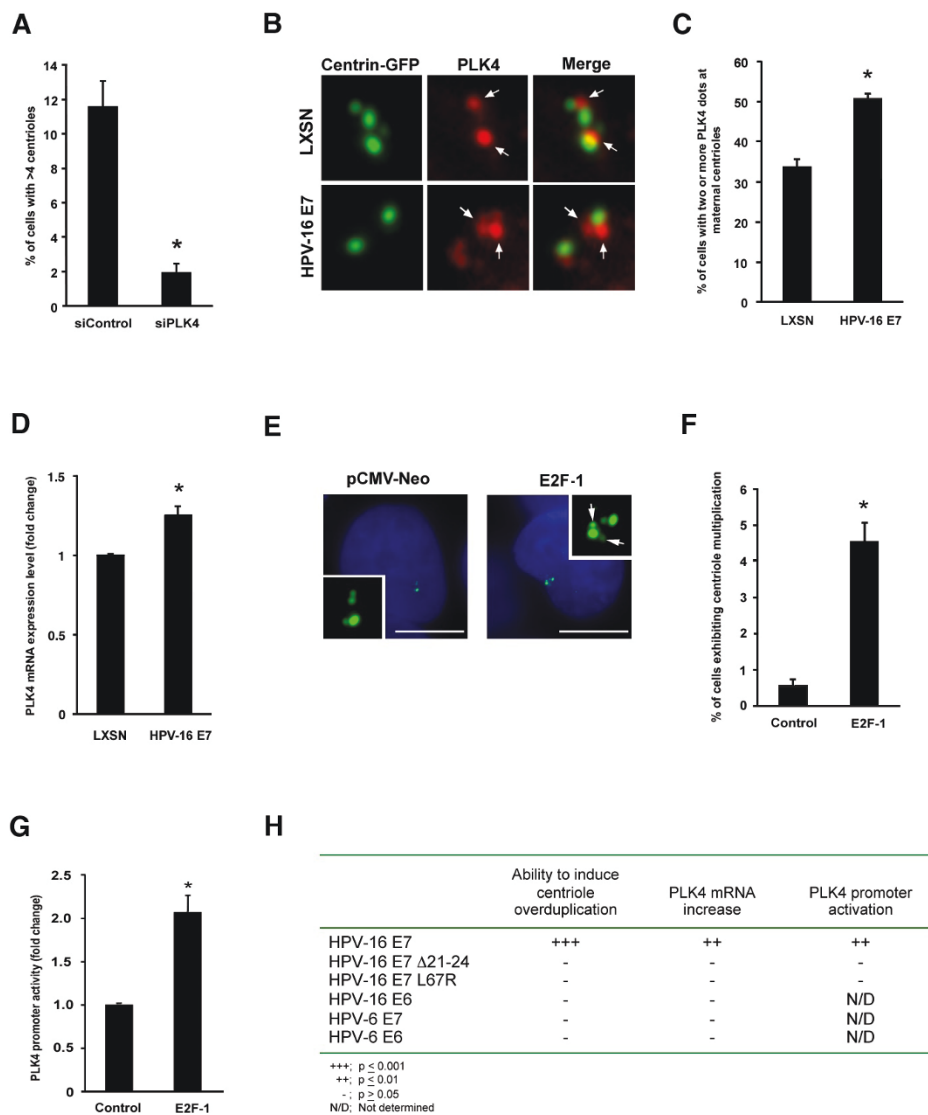 A
% of cells with >4 centrioles
14
12
10
8
6
4
2
0
*
siControl siPLK4
B
Centrin-GFP PLK4 Merge
LXSN
HPV-16 E7
C
% of cells with two or more PLK4 dots at
maternal centrioles
60
50
40
30
20
10
0
*
LXSN HPV-16 E7
D
PLK4 mRNA expression level (fold change)
1.5
1
0.5
0
*
LXSN HPV-16 E7
E
pCMV-Neo E2F-1
F
% of cells exhibiting centriole multiplication
6
5
4
3
2
1
0
*
Control E2F-1
G
PLK4 promoter activity (fold change)
2.5
2.0
1.5
1.0
0.5
0
*
Control E2F-1
H
Ability to induce
centriole PLK4 mRNA PLK4 promoter
overduplication increase activation
HPV-16 E7 +++ ++ ++
HPV-16 E7 Δ21-24 - - -
HPV-16 E7 L67R - - -
HPV-16 E6 - - N/D
HPV-6 E7 - - N/D
HPV-6 E6 - - N/D
+++; p ≤ 0.001
++; p ≤ 0.01
-; p ≥ 0.05
N/D; Not determined